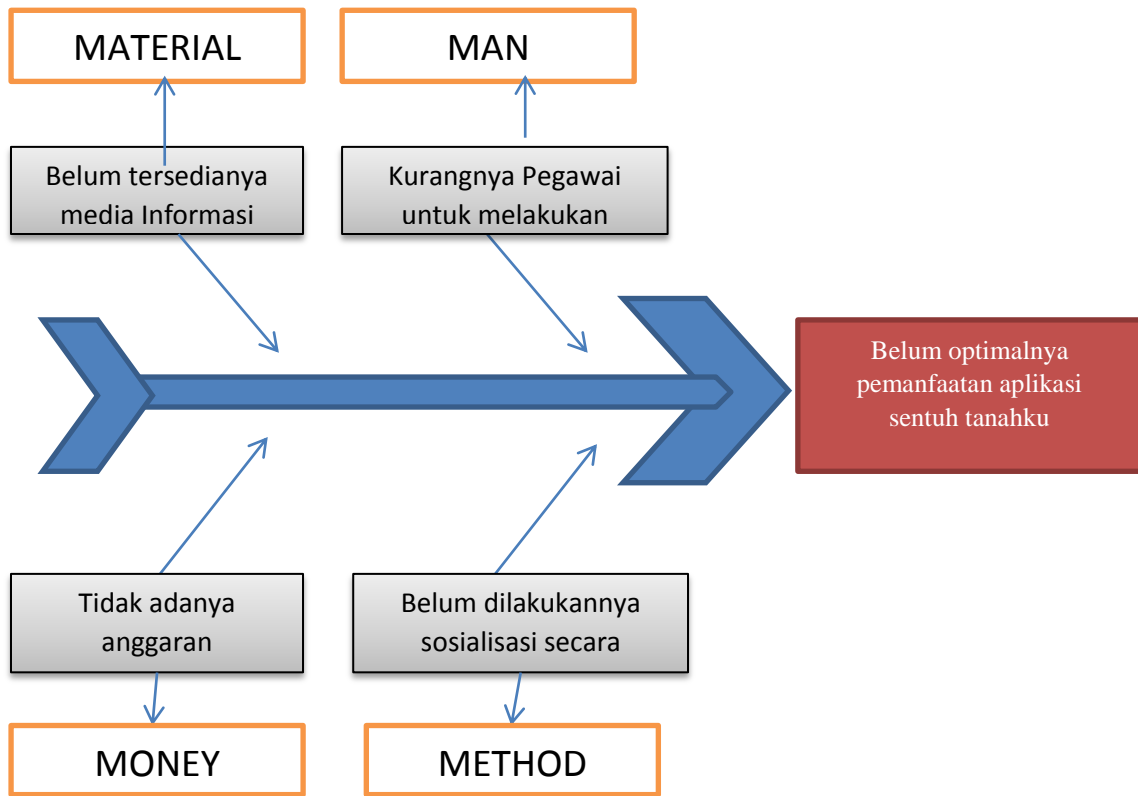 MATERIAL
MAN
Belum tersedianya
media Informasi
Kurangnya Pegawai
untuk melakukan
Belum optimalnya
pemanfaatan aplikasi
sentuh tanahku
Tidak adanya
anggaran
Belum dilakukannya
sosialisasi secara
MONEY
METHOD